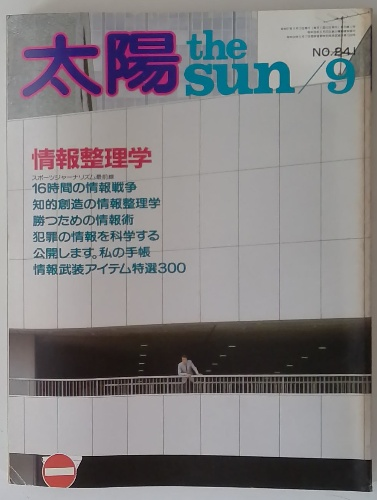 太陽
the
sun
NO.241
9
情報整理学
スポーツジャーナリズム最前線
16時間の情報戦争
知的創造の情報整理学
勝つための情報術
犯罪の情報を科学する
公開します。私の手帳
情報武装アイテム特選300